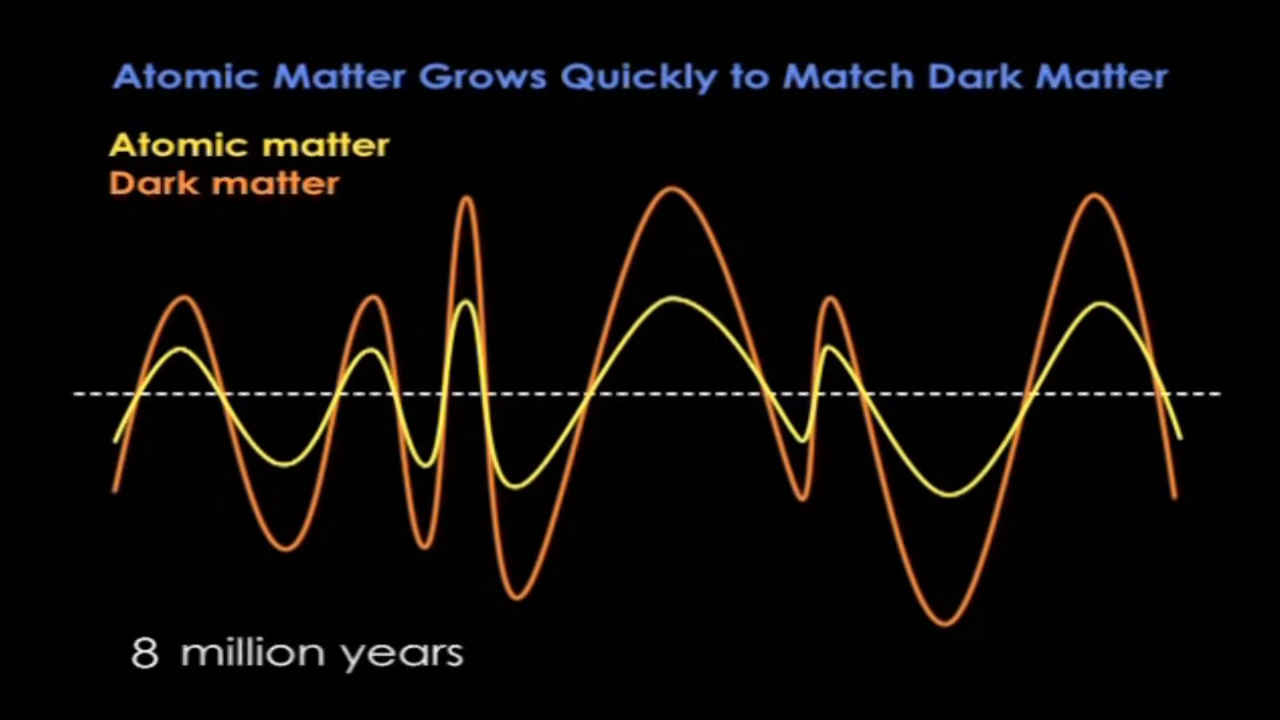 Atomic Matter Grows Quickly to Match Dark Matter
Atomic matter
Dark matter
8 million years